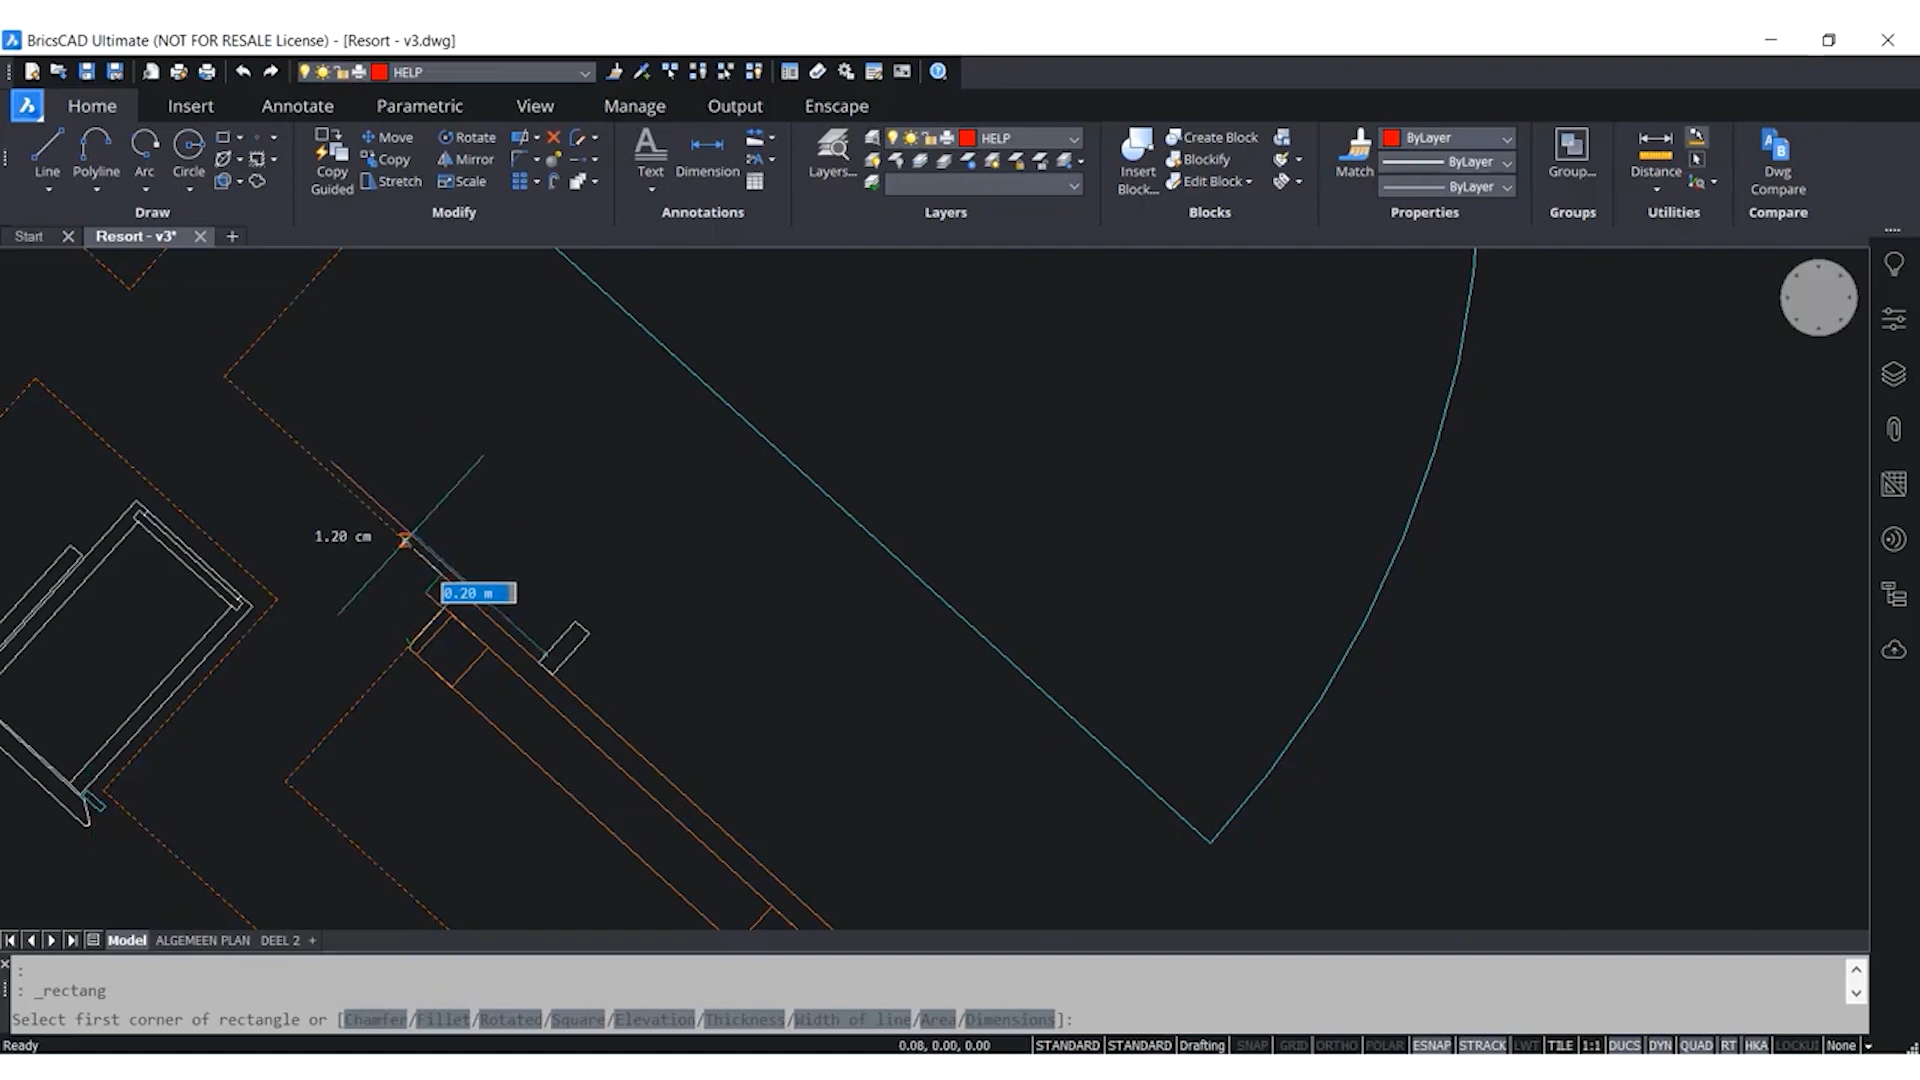 BricsCAD Ultimate (NOT FOR RESALE License) - [Resort - v3.dwg]
HELP
Home Insert Annotate Parametric View Manage Output Enscape
Line Polyline Arc Circle
Copy Guided
Move Rotate
Copy Mirror
Stretch Scale
Text Dimension
Layers...
HELP
Insert Block...
Create Block
Blockify
Edit Block
Match
ByLayer
ByLayer
ByLayer
Group...
Distance
Dwg Compare
Draw Modify Annotations Layers Blocks Properties Groups Utilities Compare
Start Resort - v3*
1.20 cm
0.20 m
Model ALGEMEEN PLAN DEEL 2 +
:
: _rectang
Select first corner of rectangle or [Chamfer/Fillet/Rotated/Square/Elevation/Thickness/Width of line/Area/Dimensions]:
Ready 0.08, 0.00, 0.00 STANDARD STANDARD Drafting SNAP GRID ORTHO POLAR ESNAP STRACK LWT TILE 1:1 DUCS DYN QUAD RT HKA LOCKUI None